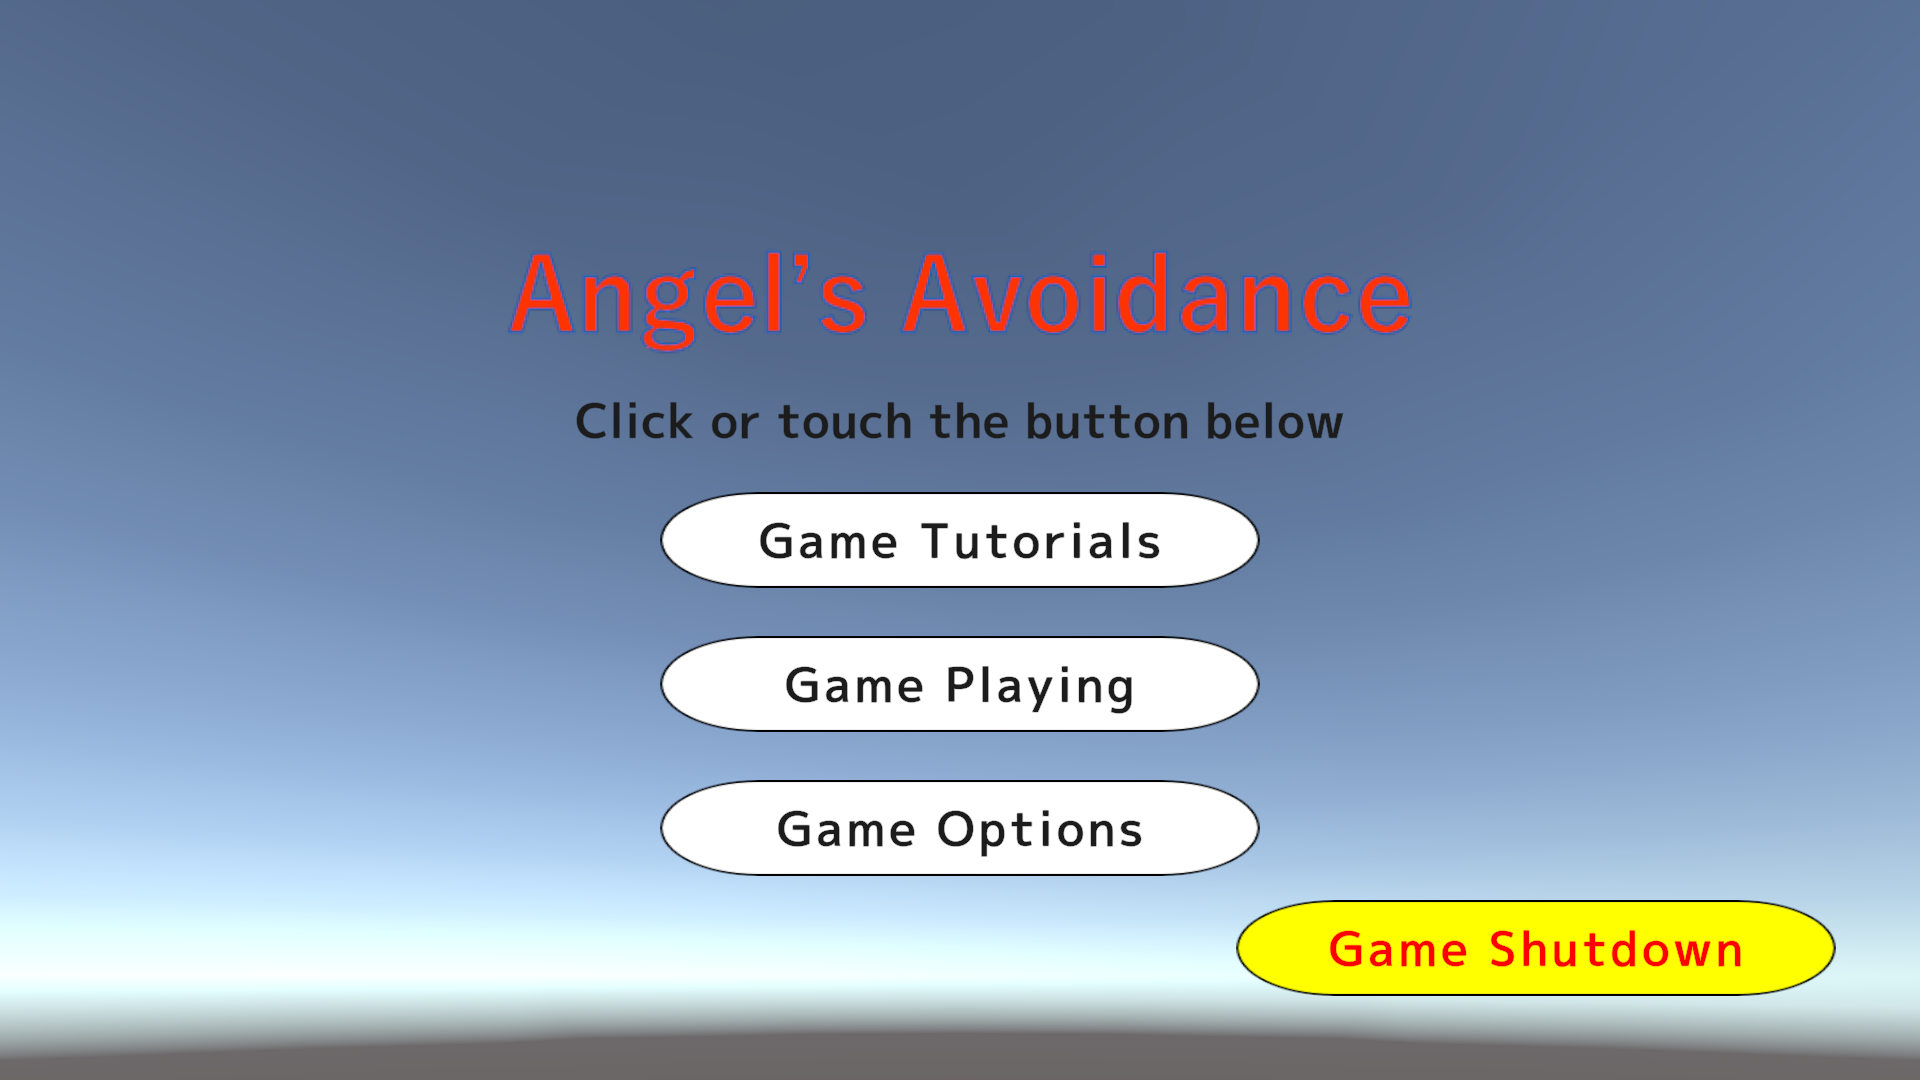 Angel’s Avoidance
Click or touch the button below
Game Tutorials
Game Playing
Game Options
Game Shutdown